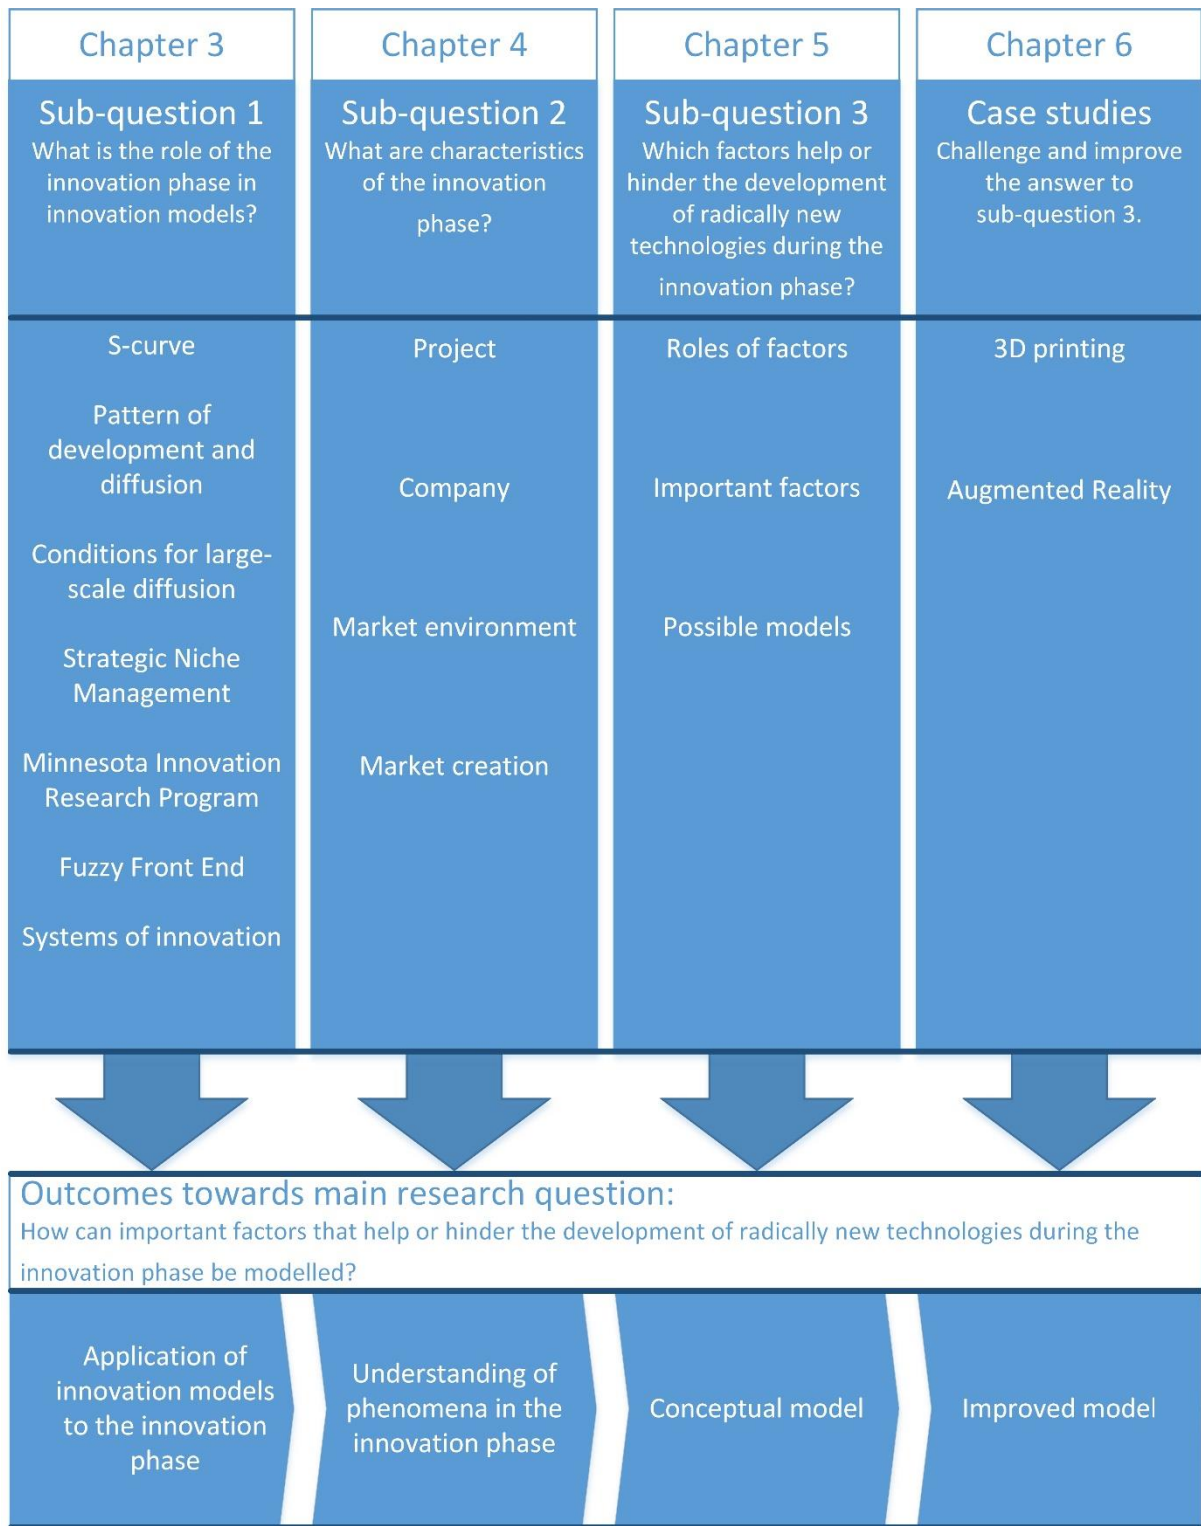 Chapter 3
Sub-question 1
What is the role of the
innovation phase in
innovation models?
S-curve
Pattern of
development and
diffusion
Conditions for large-
scale diffusion
Strategic Niche
Management
Minnesota Innovation
Research Program
Fuzzy Front End
Systems of innovation
Chapter 4
Sub-question 2
What are characteristics
of the innovation
phase?
Project
Company
Market environment
Market creation
Chapter 5
Sub-question 3
Which factors help or
hinder the development
of radically new
technologies during the
innovation phase?
Roles of factors
Important factors
Possible models
Chapter 6
Case studies
Challenge and improve
the answer to
sub-question 3.
3D printing
Augmented Reality
Outcomes towards main research question:
How can important factors that help or hinder the development of radically new technologies during the
innovation phase be modelled?
Application of
innovation models
to the innovation
phase
Understanding of
phenomena in the
innovation phase
Conceptual model
Improved model